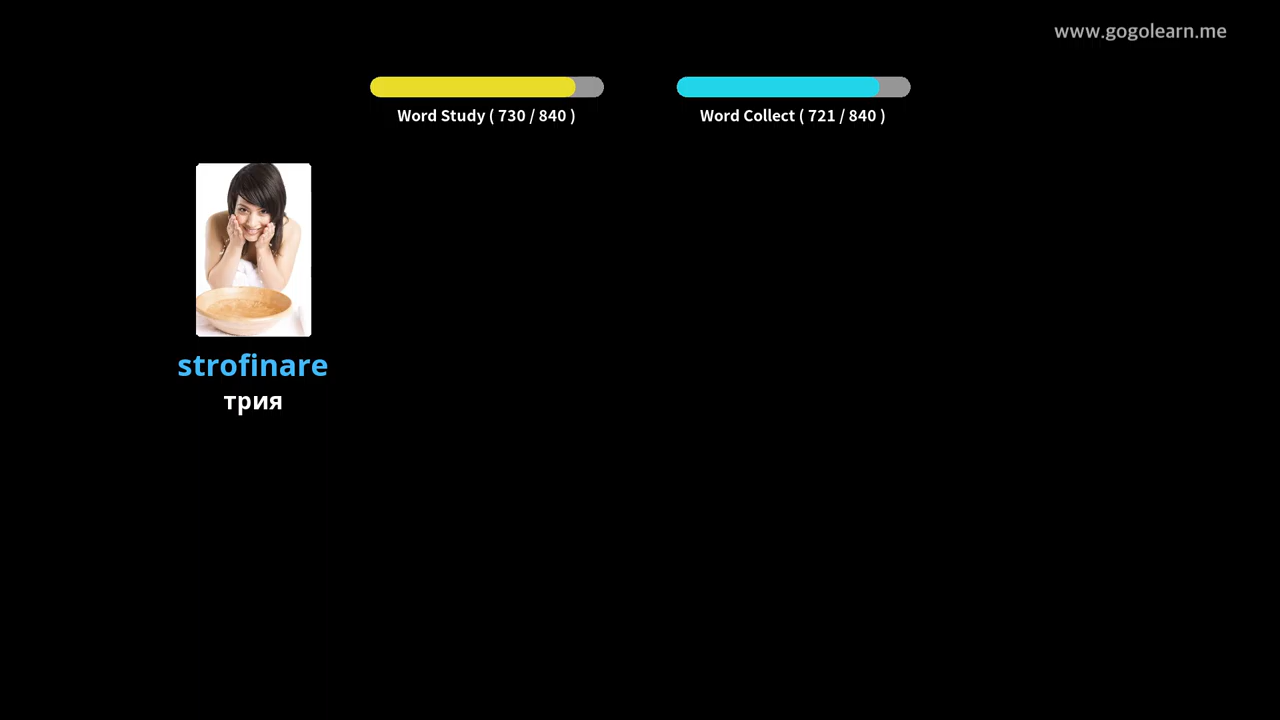 www.gogolearn.me
Word Study ( 730 / 840 )
Word Collect ( 721 / 840 )
strofinare
трия